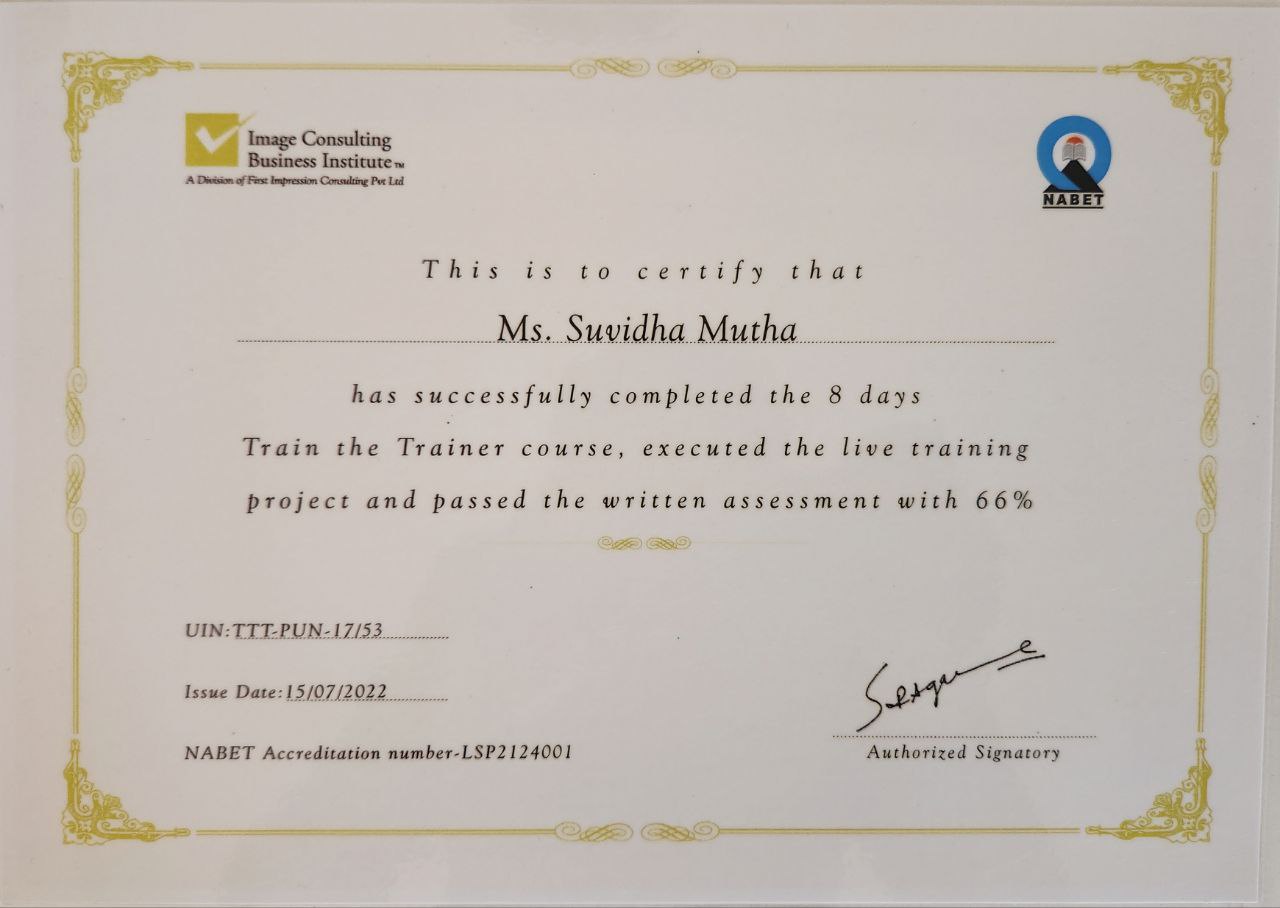 Image Consulting
Business Institute™
A Division of First Impression Consulting Pvt Ltd
NABET
This is to certify that
Ms. Suvidha Mutha
has successfully completed the 8 days
Train the Trainer course, executed the live training
project and passed the written assessment with 66%
UIN:TTT-PUN-17/53
Issue Date:15/07/2022
NABET Accreditation number-LSP2124001
Authorized Signatory